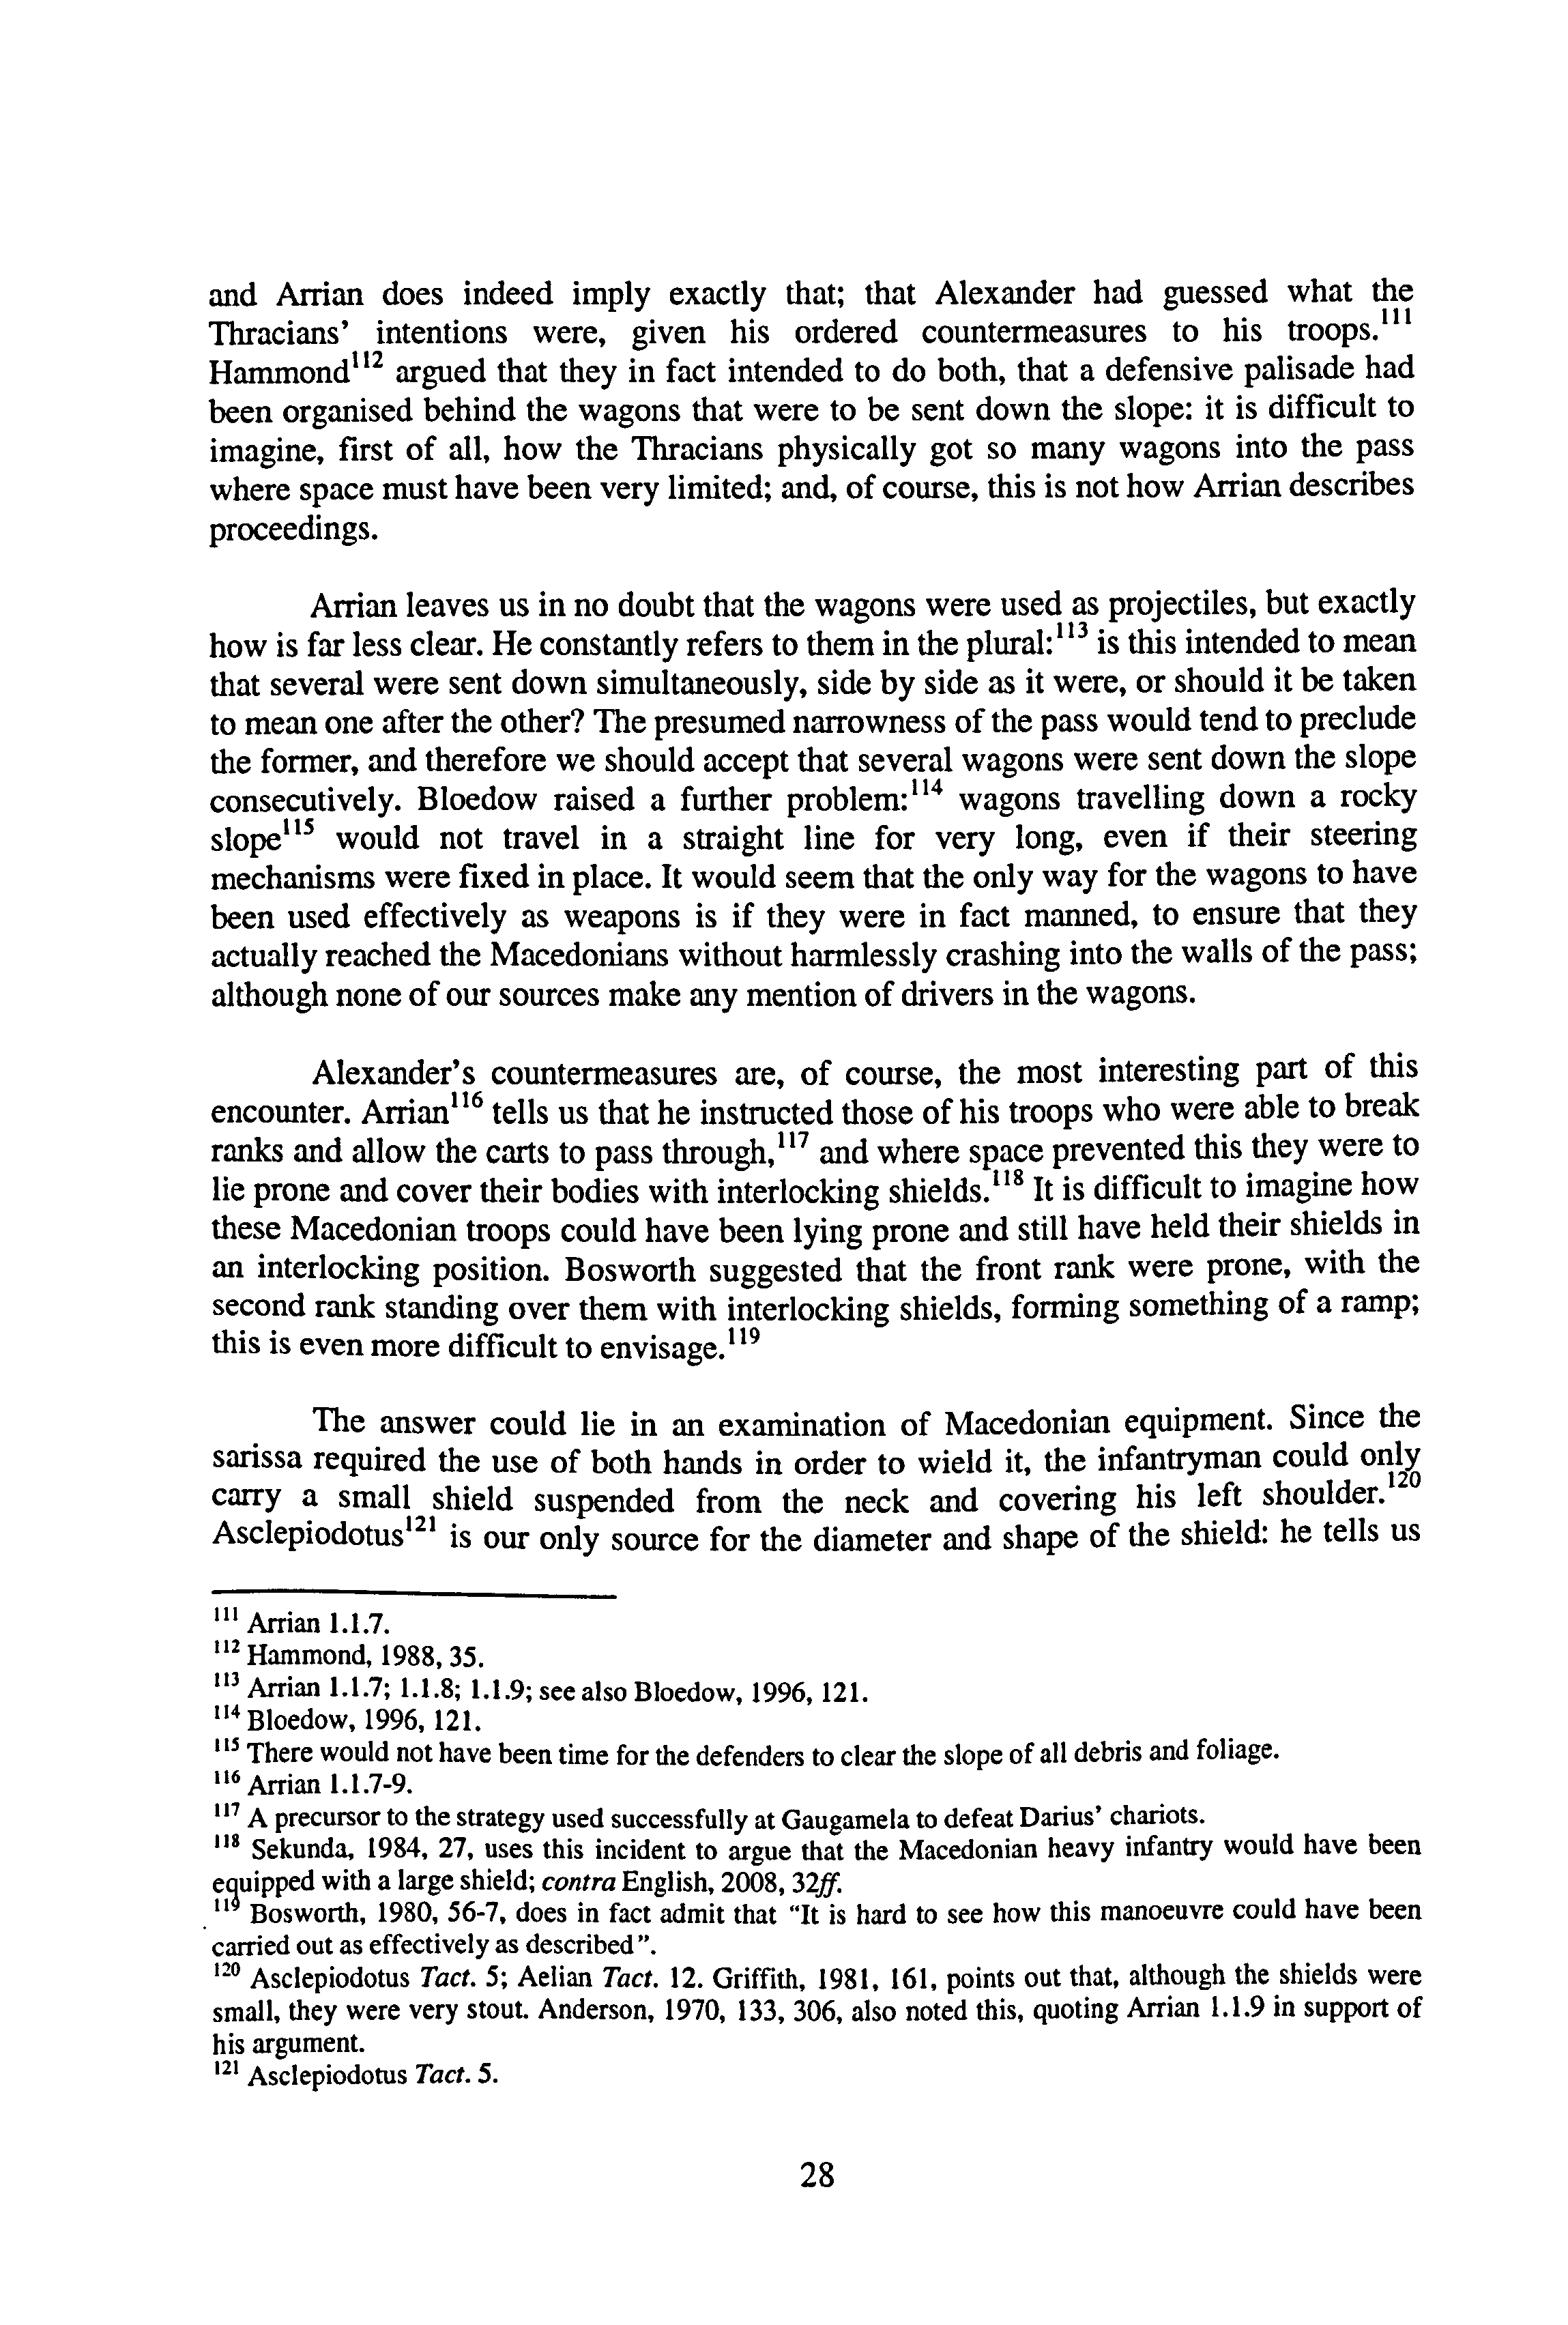 and Arrian does indeed imply exactly that; that Alexander had guessed what the
Thracians' intentions were, given his ordered countermeasures to his troops.111
Hammond112 argued that they in fact intended to do both, that a defensive palisade had
been organised behind the wagons that were to be sent down the slope: it is difficult to
imagine, first of all, how the Thracians physically got so many wagons into the pass
where space must have been very limited; and, of course, this is not how Arrian describes
proceedings.
Arrian leaves us in no doubt that the wagons were used as projectiles, but exactly
how is far less clear. He constantly refers to them in the plural:113 is this intended to mean
that several were sent down simultaneously, side by side as it were, or should it be taken
to mean one after the other? The presumed narrowness of the pass would tend to preclude
the former, and therefore we should accept that several wagons were sent down the slope
consecutively. Bloedow raised a further problem:114 wagons travelling down a rocky
slope115 would not travel in a straight line for very long, even if their steering
mechanisms were fixed in place. It would seem that the only way for the wagons to have
been used effectively as weapons is if they were in fact manned, to ensure that they
actually reached the Macedonians without harmlessly crashing into the walls of the pass;
although none of our sources make any mention of drivers in the wagons.
Alexander's countermeasures are, of course, the most interesting part of this
encounter. Arrian116 tells us that he instructed those of his troops who were able to break
ranks and allow the carts to pass through,117 and where space prevented this they were to
lie prone and cover their bodies with interlocking shields.118 It is difficult to imagine how
these Macedonian troops could have been lying prone and still have held their shields in
an interlocking position. Bosworth suggested that the front rank were prone, with the
second rank standing over them with interlocking shields, forming something of a ramp;
this is even more difficult to envisage.119
The answer could lie in an examination of Macedonian equipment. Since the
sarissa required the use of both hands in order to wield it, the infantryman could only
carry a small shield suspended from the neck and covering his left shoulder.120
Asclepiodotus121 is our only source for the diameter and shape of the shield: he tells us
111 Arrian 1.1.7.
112 Hammond, 1988, 35.
113 Arrian 1.1.7; 1.1.8; 1.1.9; see also Bloedow, 1996, 121.
114 Bloedow, 1996, 121.
115 There would not have been time for the defenders to clear the slope of all debris and foliage.
116 Arrian 1.1.7-9.
117 A precursor to the strategy used successfully at Gaugamela to defeat Darius' chariots.
118 Sekunda, 1984, 27, uses this incident to argue that the Macedonian heavy infantry would have been
equipped with a large shield; contra English, 2008, 32ff.
119 Bosworth, 1980, 56-7, does in fact admit that "It is hard to see how this manoeuvre could have been
carried out as effectively as described".
120 Asclepiodotus Tact. 5; Aelian Tact. 12. Griffith, 1981, 161, points out that, although the shields were
small, they were very stout. Anderson, 1970, 133, 306, also noted this, quoting Arrian 1.1.9 in support of
his argument.
121 Asclepiodotus Tact. 5.
28